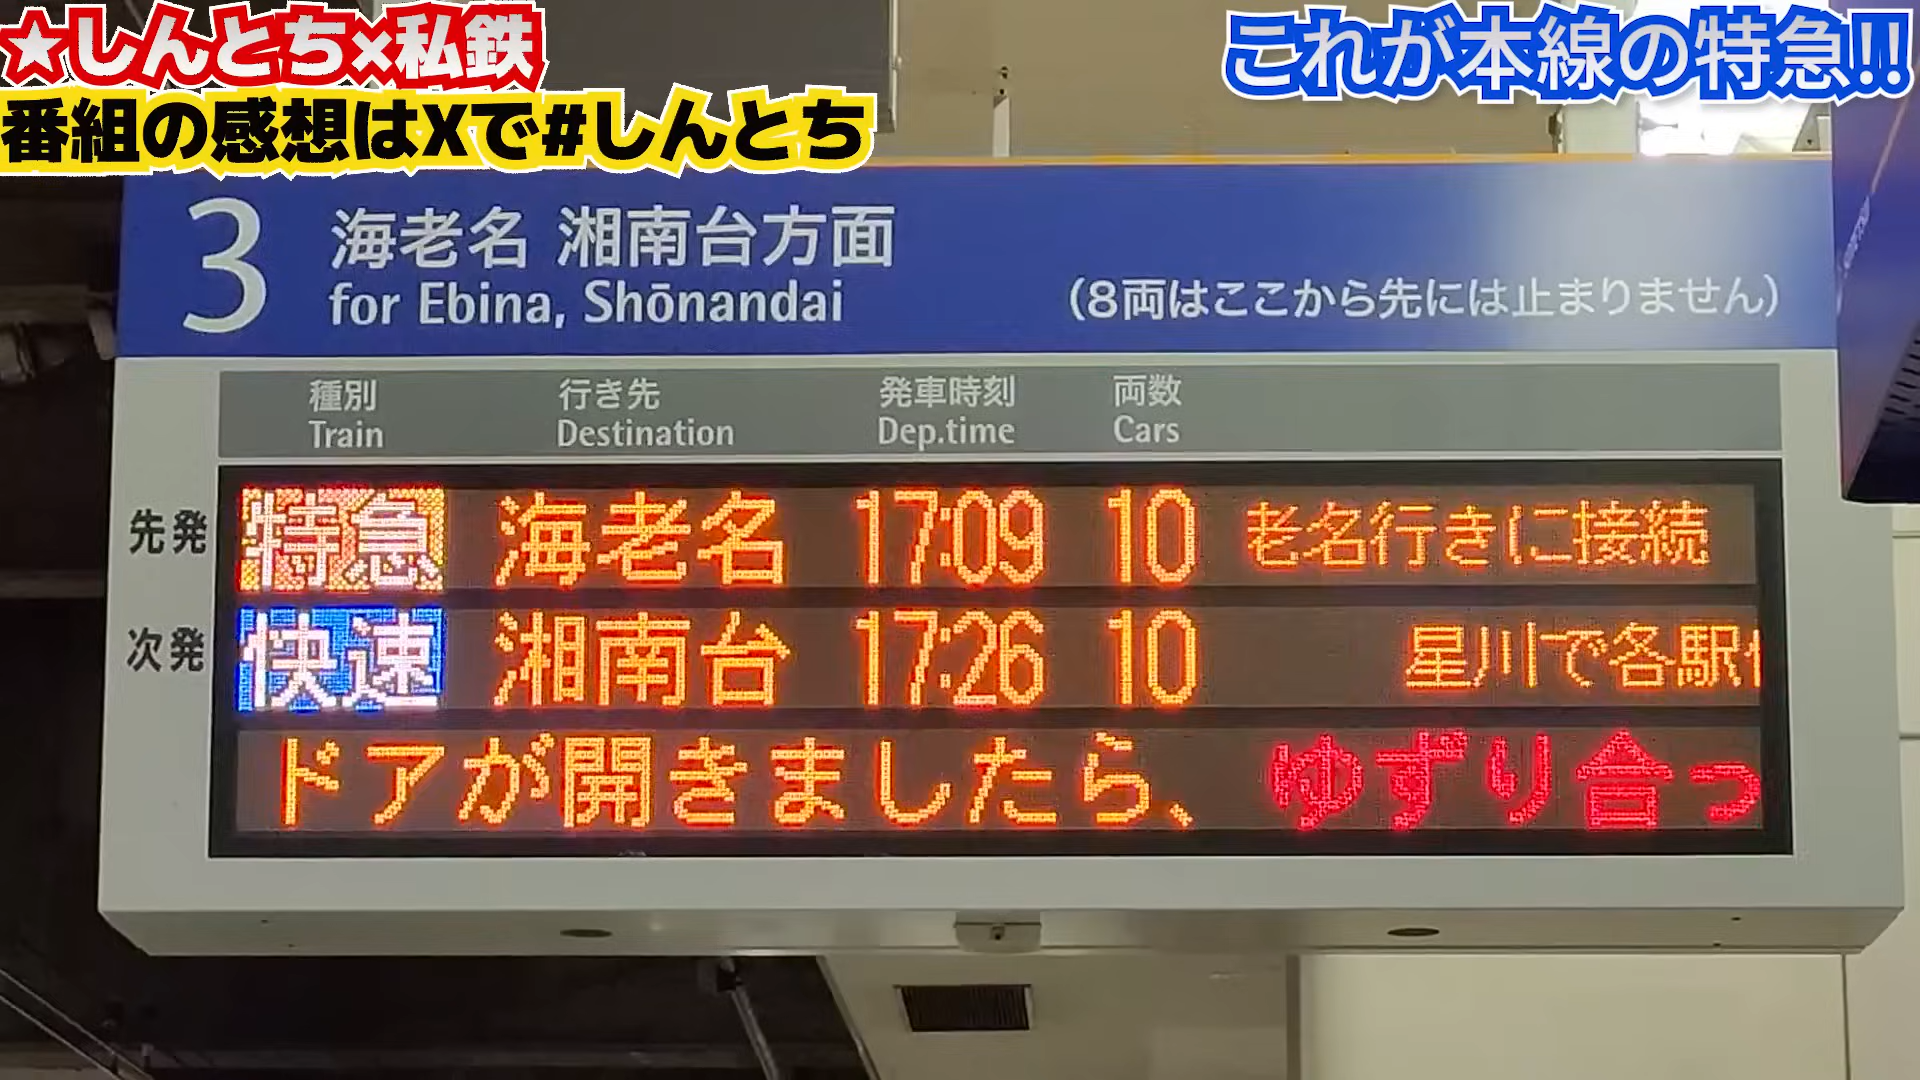 ★しんとち×私鉄
これが本線の特急!!
番組の感想はXで#しんとち
3 海老名 湘南台方面
for Ebina, Shōnandai
(8両はここから先には止まりません)
種別 行き先 発車時刻 両数
Train Destination Dep.time Cars
先発 特急 海老名 17:09 10 老名行きに接続
次発 快速 湘南台 17:26 10 星川で各駅
ドアが開きましたら、ゆずり合っ